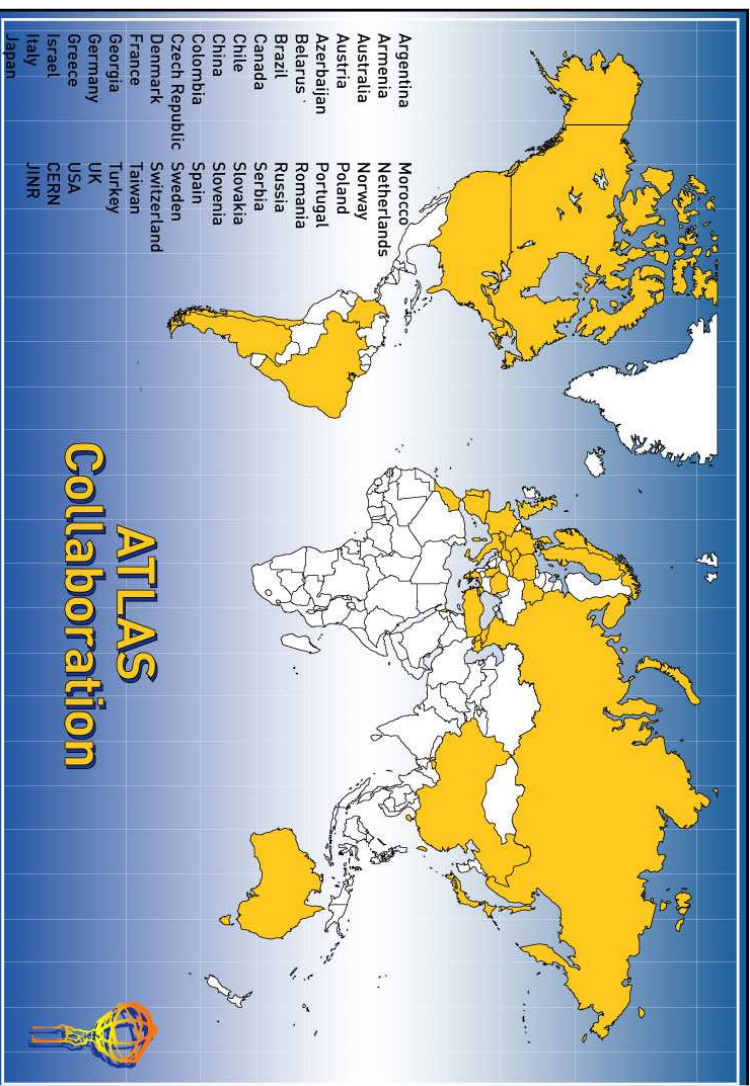 Argentina
Armenia
Australia
Austria
Azerbaijan
Belarus
Brazil
Canada
Chile
China
Colombia
Czech Republic
Denmark
France
Georgia
Germany
Greece
Israel
Italy
Japan
Morocco
Netherlands
Norway
Poland
Portugal
Romania
Russia
Serbia
Slovakia
Slovenia
Spain
Sweden
Switzerland
Taiwan
Turkey
UK
USA
CERN
JINR
ATLAS
Collaboration